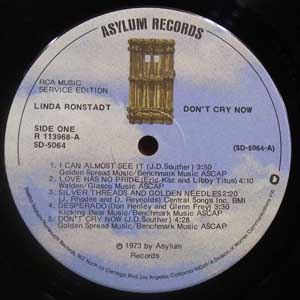 ASYLUM RECORDS
RCA MUSIC
SERVICE EDITION
LINDA RONSTADT
DON'T CRY NOW
SIDE ONE
R 113968-A
SD-5064
(SD-5064-A)
1. I CAN ALMOST SEE IT (J.D.Souther) 3:50
Golden Spread Music/Benchmark Music ASCAP
2. LOVE HAS NO PRIDE(Eric Kaz and Libby Titus) 4:10
Walden/Glasco Music ASCAP
3. SILVER THREADS AND GOLDEN NEEDLES 2:20
(J. Rhodes and D. Reynolds) Central Songs Inc. BMI
4. DESPERADO (Don Henley and Glenn Frey) 3:30
Kicking Bear Music/Benchmark Music ASCAP
5. DON'T CRY NOW (J.D.Souther) 4:28
Golden Spread Music/Benchmark Music ASCAP
℗ 1973 by Asylum
Records